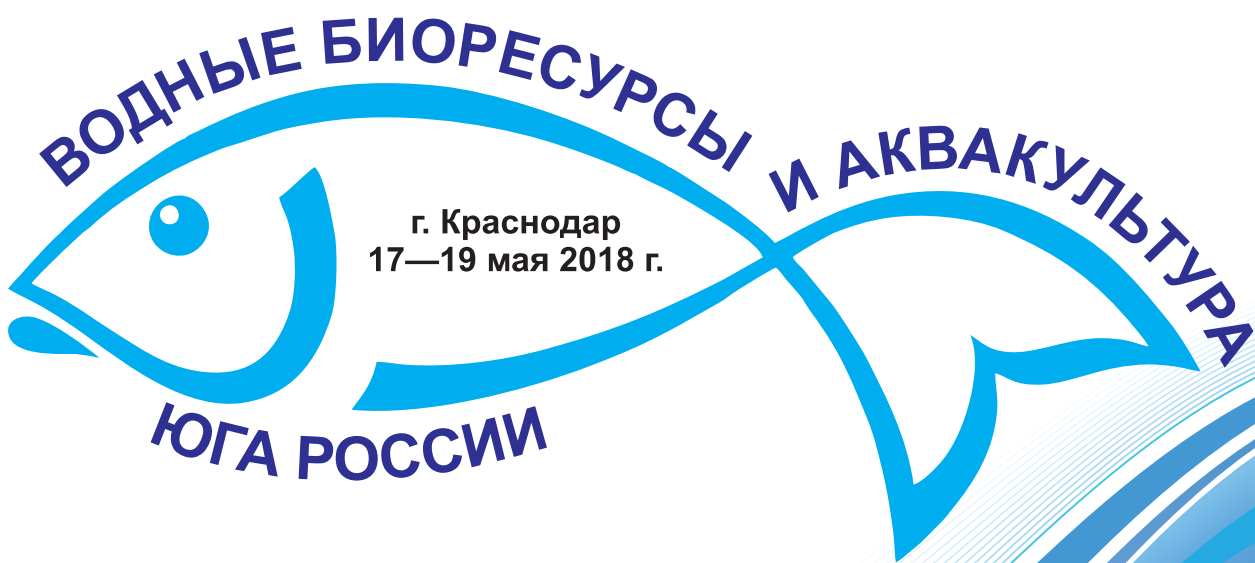 ВОДНЫЕ БИОРЕСУРСЫ И АКВАКУЛЬТУРА
г. Краснодар
17—19 мая 2018 г.
ЮГА РОССИИ